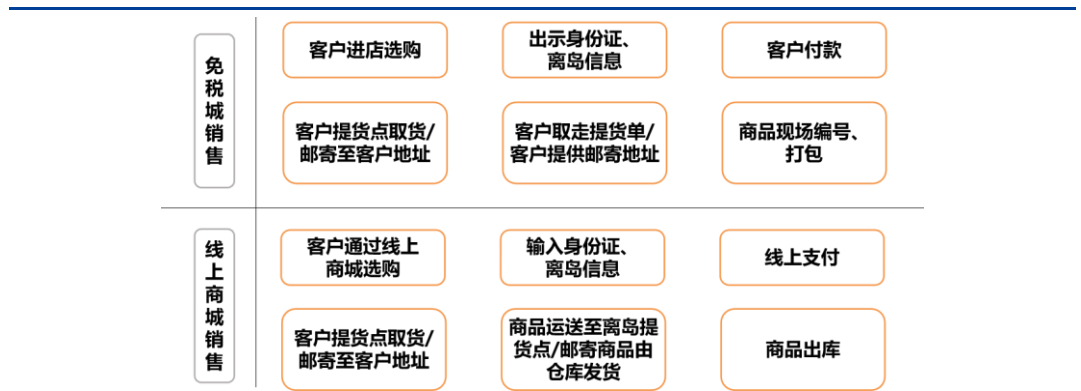 免税城销售
客户进店选购
出示身份证、
离岛信息
客户付款
客户提货点取货/
邮寄至客户地址
客户取走提货单/
客户提供邮寄地址
商品现场编号、
打包
线上商城销售
客户通过线上
商城选购
输入身份证、
离岛信息
线上支付
客户提货点取货/
邮寄至客户地址
商品运送至离岛提
货点/邮寄商品由
仓库发货
商品出库